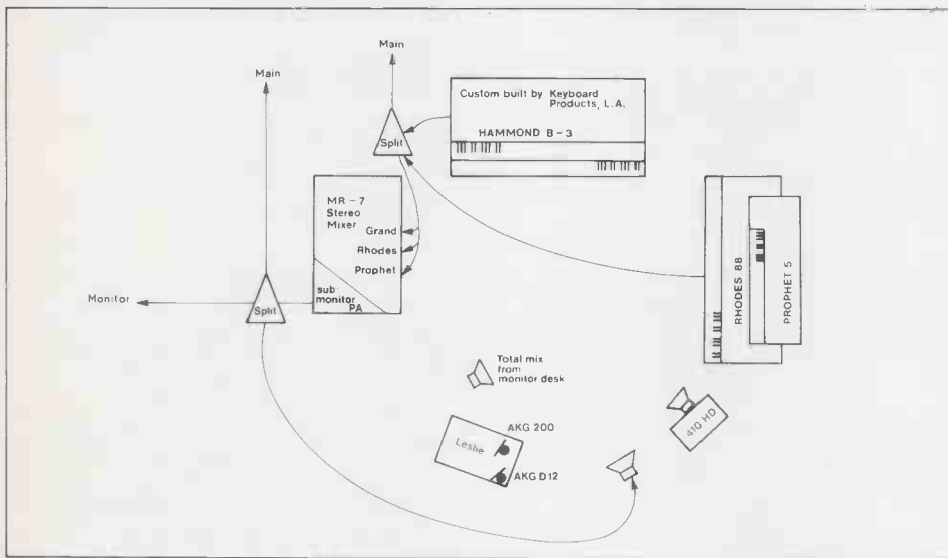 Main
Main
Split
Custom built by Keyboard
Products, L.A.
HAMMOND B-3
MR-7
Stereo
Mixer
Grand
Rhodes
Prophet
sub
monitor
PA
Monitor
Split
RHODES 88
PROPHET 5
Total mix
from
monitor desk
410 HD
AKG 200
Leslie
AKG D12